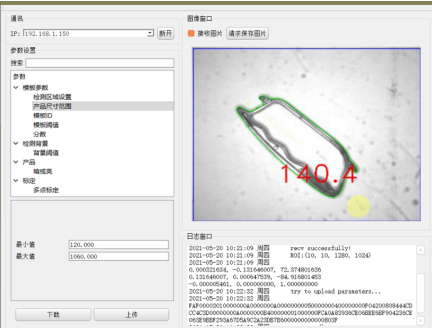 通讯
IP: 192.168.1.150
断开
参数设置
搜索
参数
模板参数
检测区域设置
产品尺寸范围
模板ID
模板阈值
分数
检测背景
背景阈值
产品
暗或亮
标定
多点标定
最小值 120.000
最大值 1060.000
下载 上传
图像窗口
接收图片 请求保存图片
140.4
日志窗口
2021-05-20 10:21:09 周四 recv successfully!
2021-05-20 10:21:09 周四 ROI:(10, 10, 1280, 1024)
2021-05-20 10:21:09 周四
0.000321634, -0.131646007, 72.374801636
0.131646007, 0.000647539, -84.916801453
-0.000005461, 0.000000000, 1.000000000
2021-05-20 10:22:32 周四 try to upload parameters...
2021-05-20 10:22:32 周四